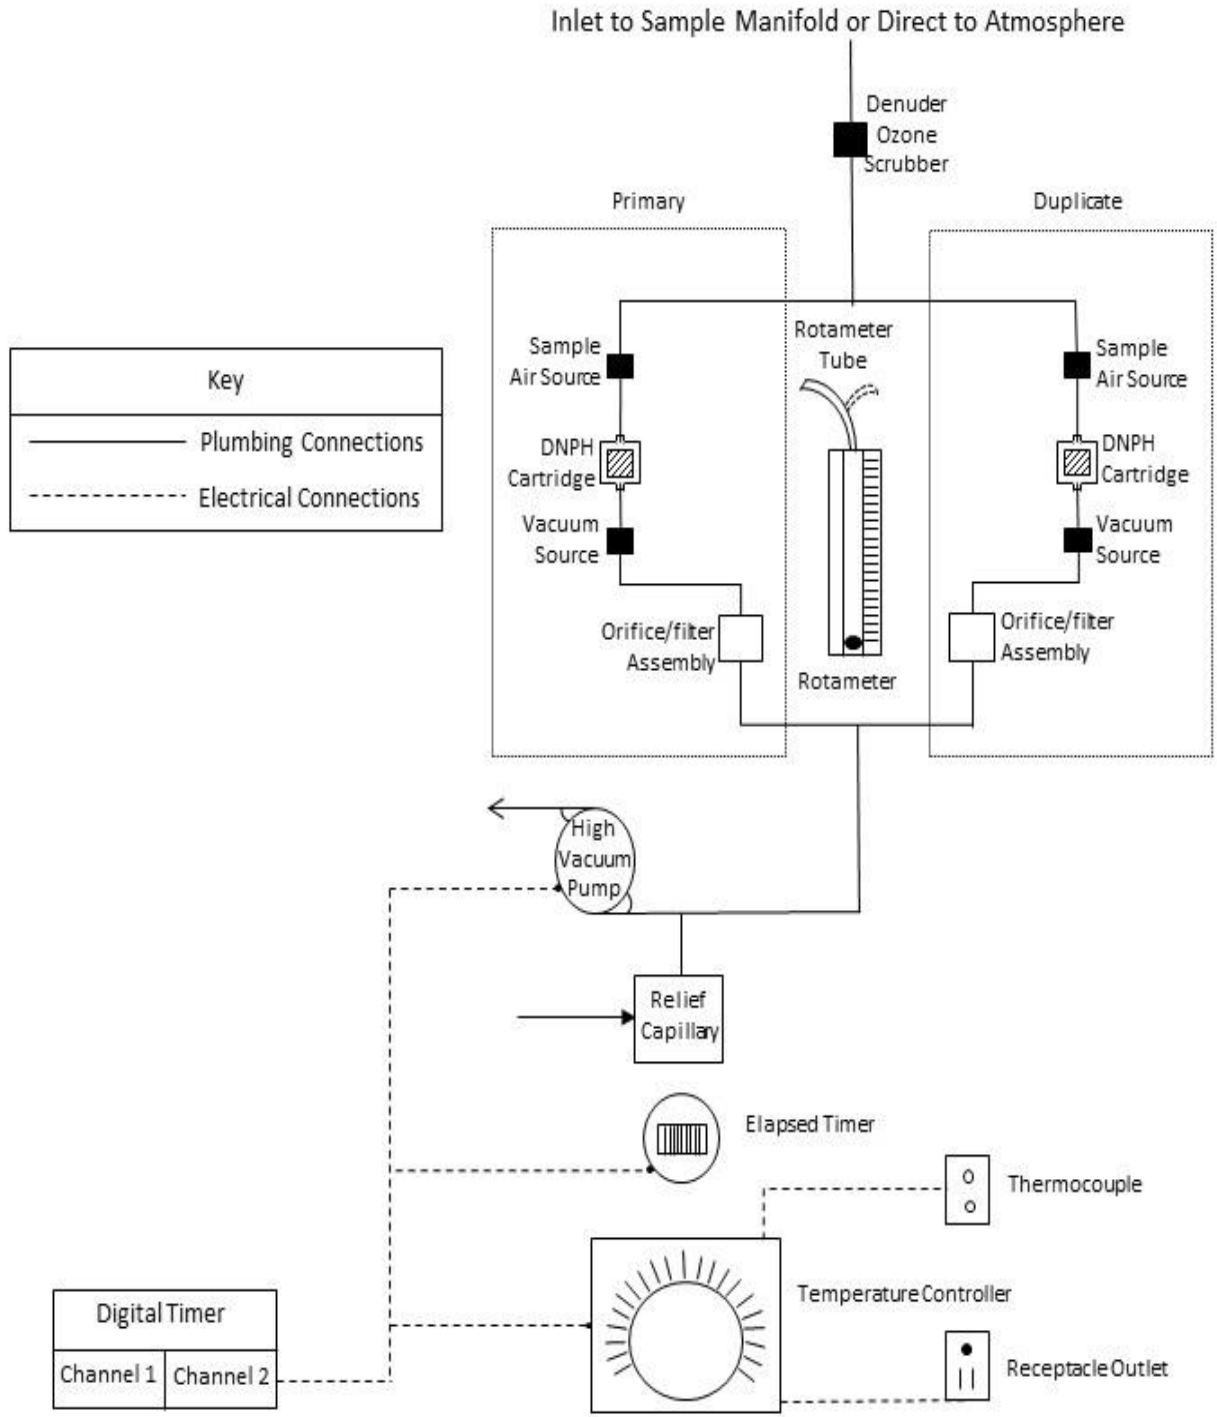 Inlet to Sample Manifold or Direct to Atmosphere
Denuder
Ozone
Scrubber
Primary
Duplicate
Key
Plumbing Connections
Electrical Connections
Sample
Air Source
DNPH
Cartridge
Vacuum
Source
Orifice/filter
Assembly
Rotameter
Tube
Rotameter
Sample
Air Source
DNPH
Cartridge
Vacuum
Source
Orifice/filter
Assembly
High
Vacuum
Pump
Relief
Capillary
Elapsed Timer
Thermocouple
Temperature Controller
Receptacle Outlet
Digital Timer
Channel 1
Channel 2